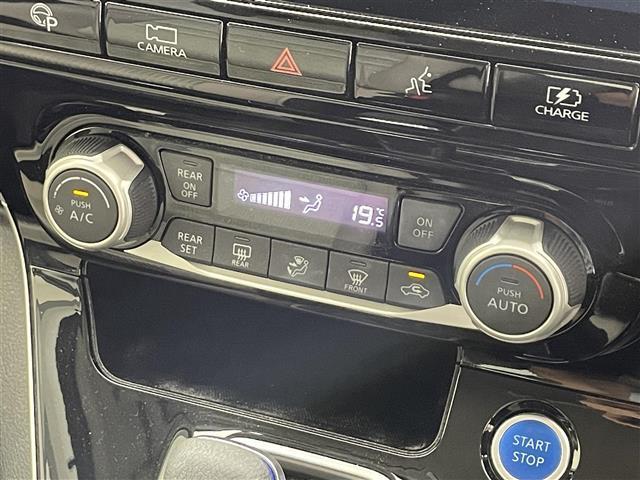 P
CAMERA
CHARGE
PUSH
A/C
REAR
ON
OFF
19.5
°C
ON
OFF
REAR
SET
REAR
FRONT
PUSH
AUTO
START
STOP